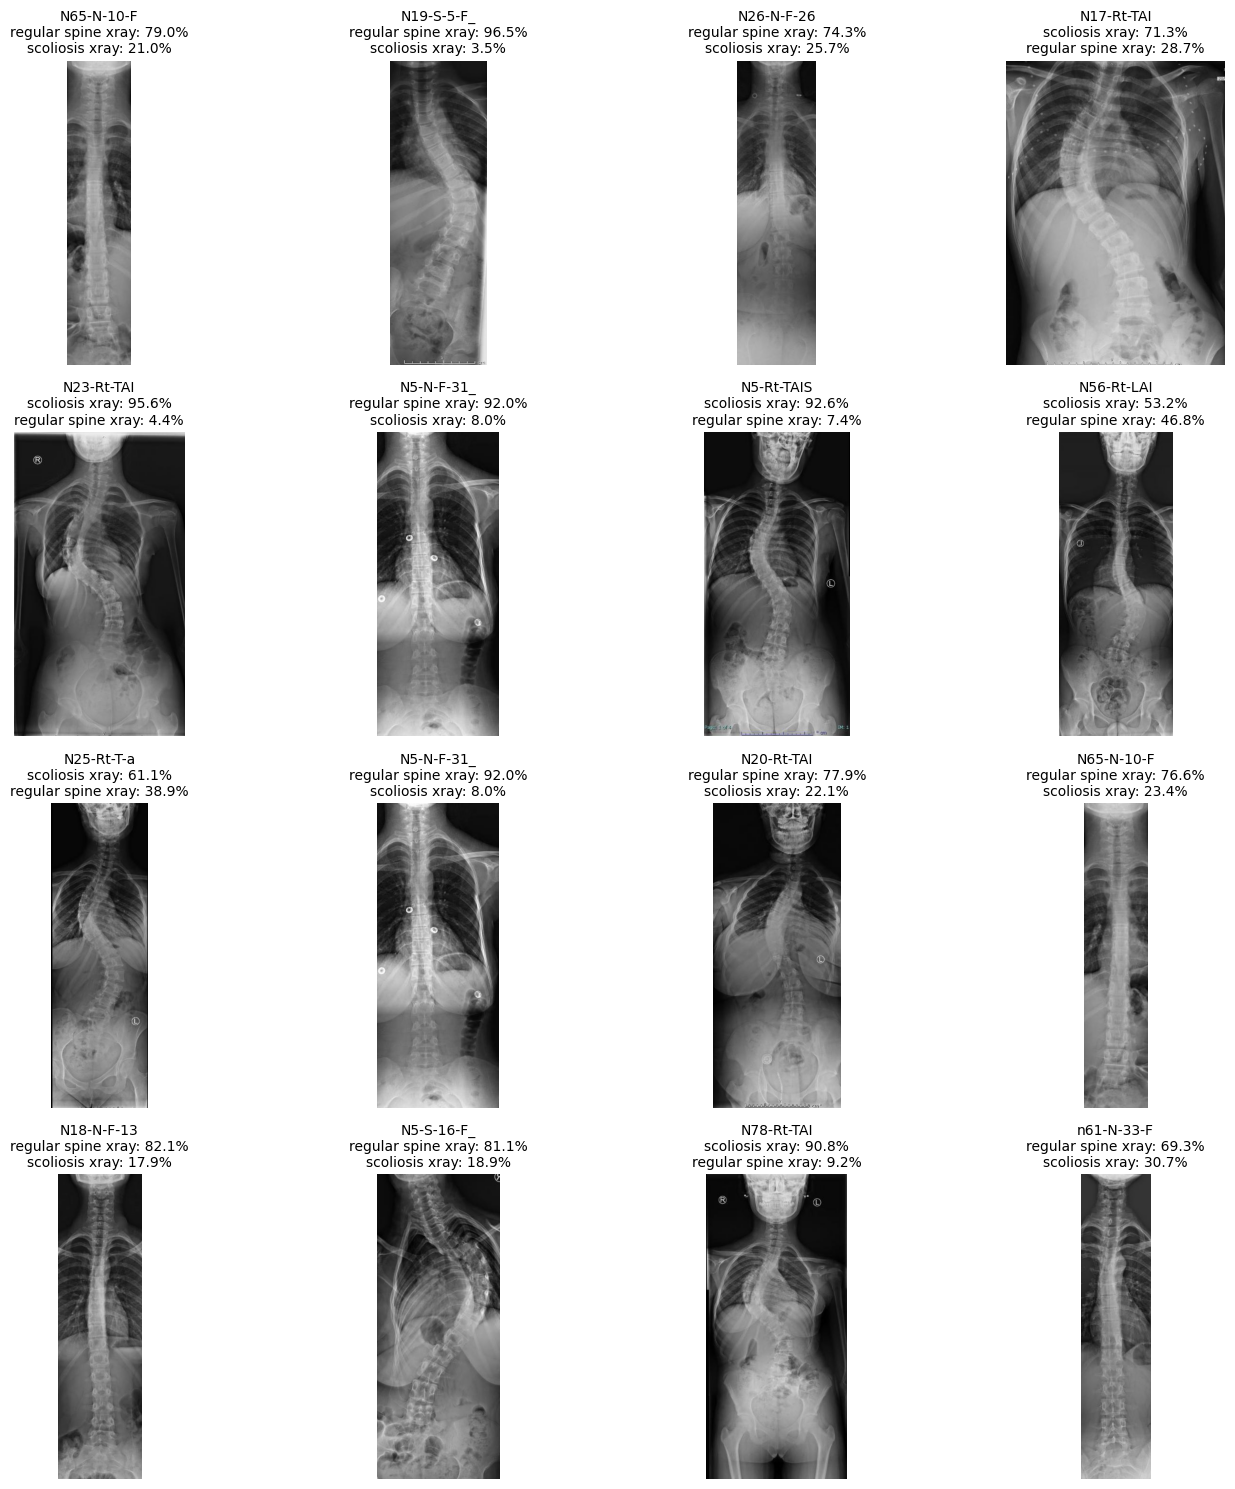 N65-N-10-F
regular spine xray: 79.0%
scoliosis xray: 21.0%
N19-S-5-F_
regular spine xray: 96.5%
scoliosis xray: 3.5%
N26-N-F-26
regular spine xray: 74.3%
scoliosis xray: 25.7%
N17-Rt-TAI
scoliosis xray: 71.3%
regular spine xray: 28.7%
N23-Rt-TAI
scoliosis xray: 95.6%
regular spine xray: 4.4%
R
N5-N-F-31_
regular spine xray: 92.0%
scoliosis xray: 8.0%
N5-Rt-TAIS
scoliosis xray: 92.6%
regular spine xray: 7.4%
L
N56-Rt-LAI
scoliosis xray: 53.2%
regular spine xray: 46.8%
N25-Rt-T-a
scoliosis xray: 61.1%
regular spine xray: 38.9%
L
N5-N-F-31_
regular spine xray: 92.0%
scoliosis xray: 8.0%
N20-Rt-TAI
regular spine xray: 77.9%
scoliosis xray: 22.1%
L
N65-N-10-F
regular spine xray: 76.6%
scoliosis xray: 23.4%
N18-N-F-13
regular spine xray: 82.1%
scoliosis xray: 17.9%
N5-S-16-F_
regular spine xray: 81.1%
scoliosis xray: 18.9%
N78-Rt-TAI
scoliosis xray: 90.8%
regular spine xray: 9.2%
R
L
n61-N-33-F
regular spine xray: 69.3%
scoliosis xray: 30.7%